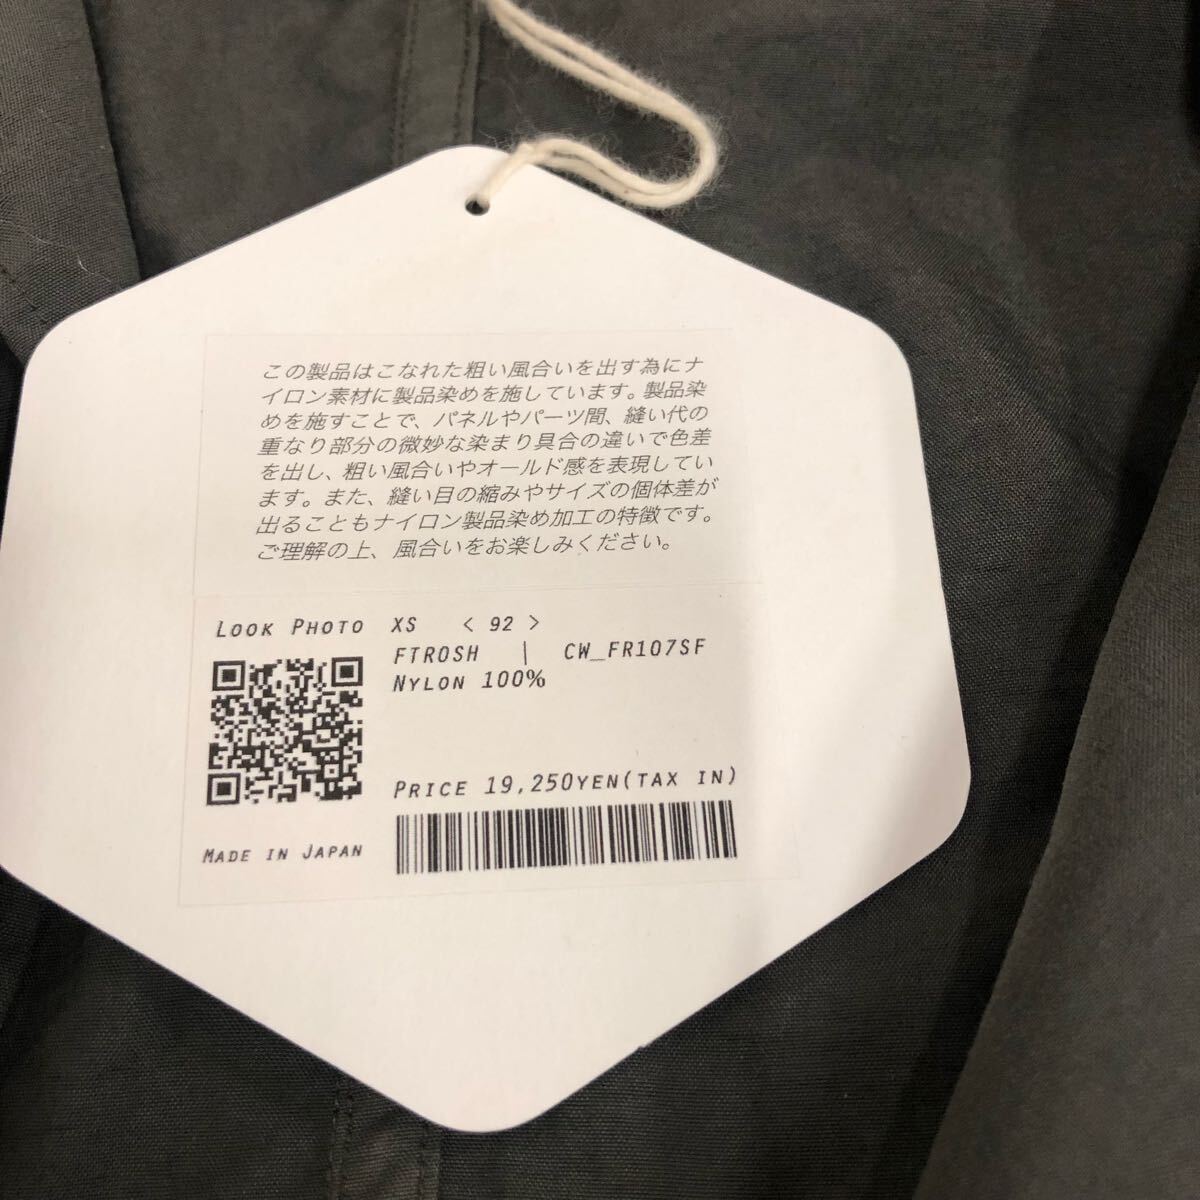 この製品はこなれた粗い風合いを出す為にナ
イロン素材に製品染めを施しています。製品染
めを施すことで、パネルやパーツ間、縫い代の
重なり部分の微妙な染まり具合の違いで色差
を出し、粗い風合いやオールド感を表現してい
ます。また、縫い目の縮みやサイズの個体差が
出ることもナイロン製品染め加工の特徴です。
ご理解の上、風合いをお楽しみください。
LOOK PHOTO XS < 92 >
FTROSH | CW_FR107SF
NYLON 100%
PRICE 19,250YEN(TAX IN)
MADE IN JAPAN